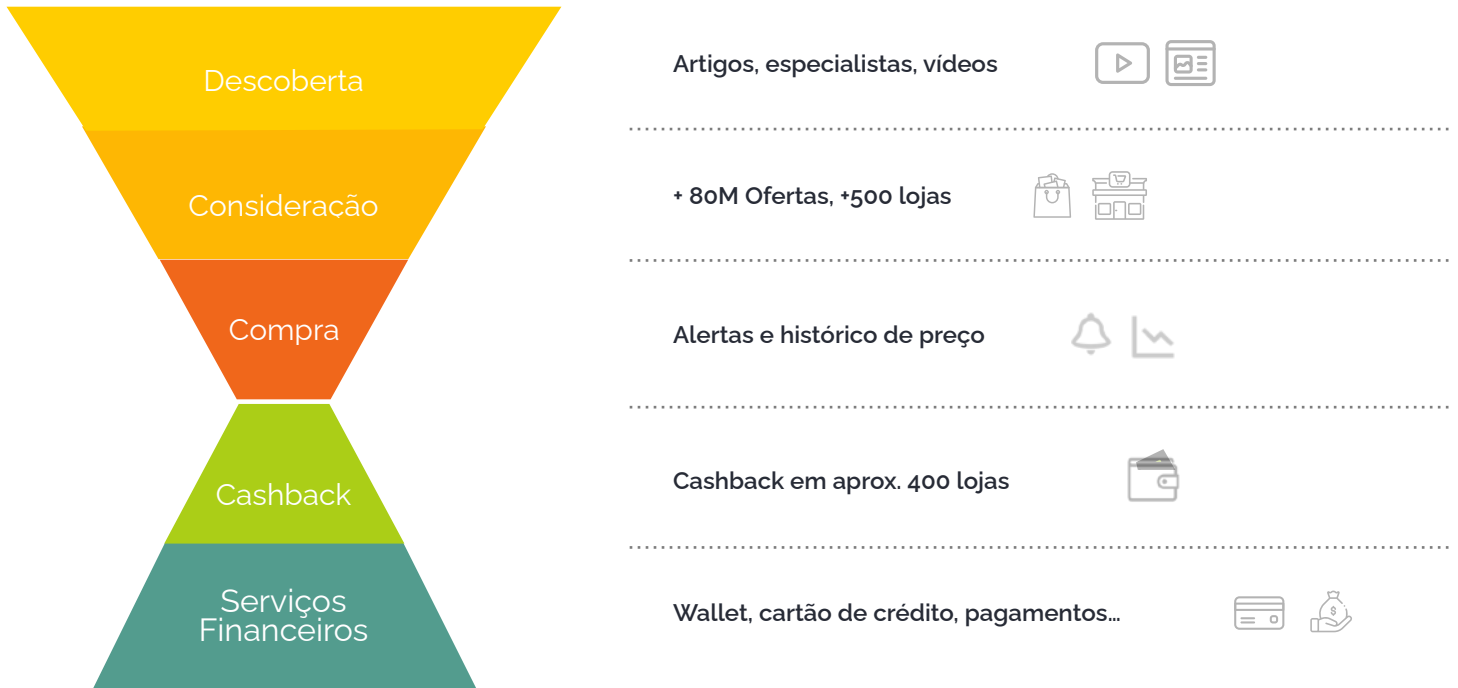 Descoberta
Artigos, especialistas, vídeos
Consideração
+ 80M Ofertas, +500 lojas
Compra
Alertas e histórico de preço
Cashback
Cashback em aprox. 400 lojas
Serviços
Financeiros
Wallet, cartão de crédito, pagamentos...
$